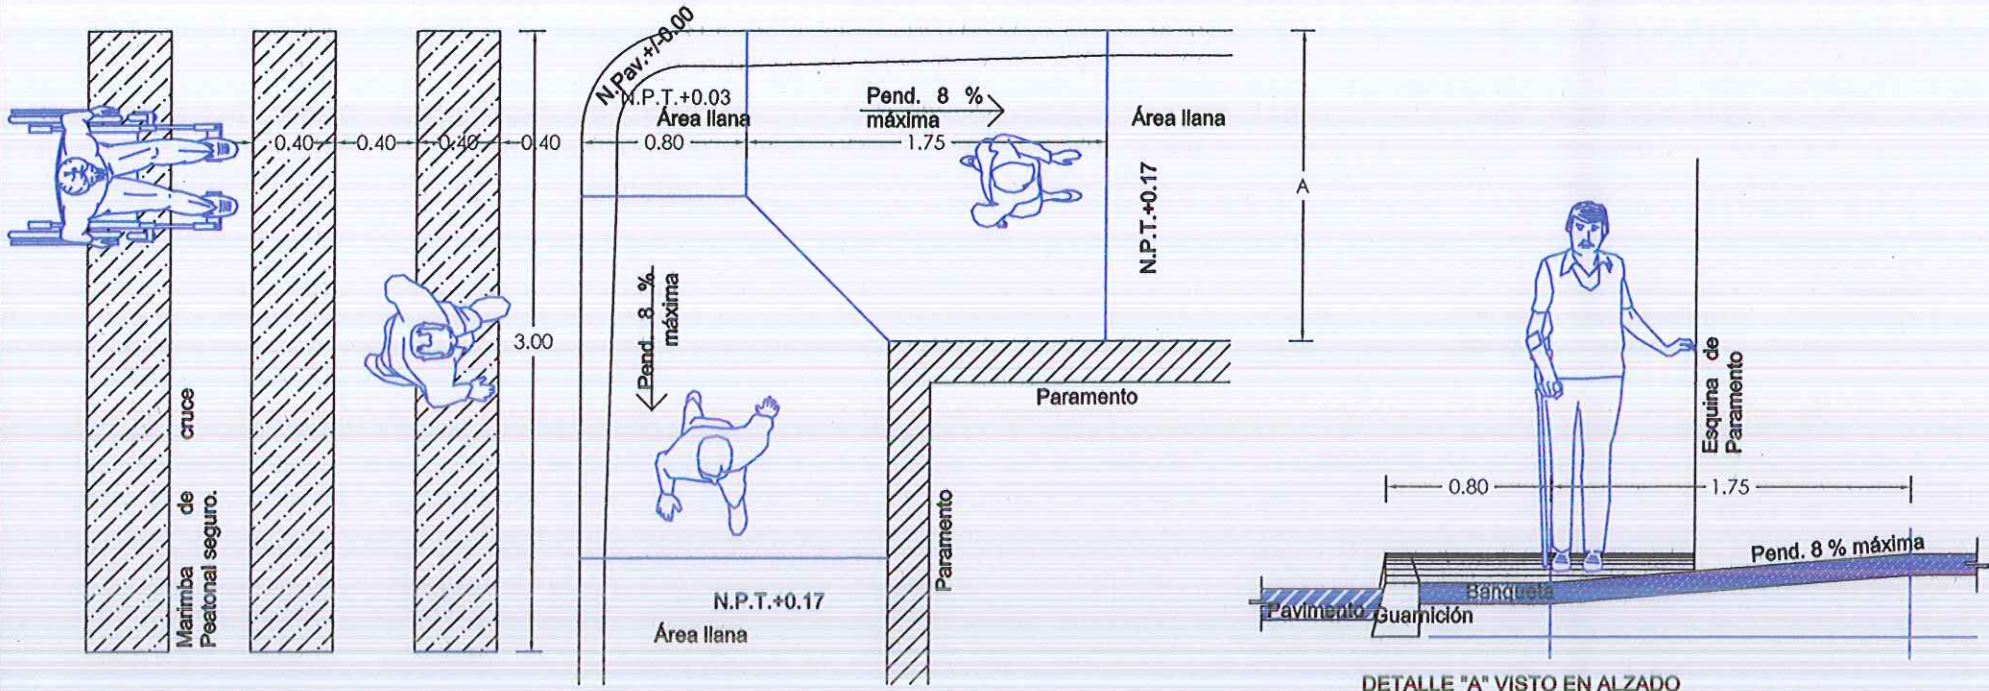 N.Pav.+/-0.00
N.P.T.+0.03
Área llana
Pend. 8 %
máxima
Área llana
0.40
0.40
0.40
0.40
0.80
1.75
A
N.P.T.+0.17
Pend. 8 %
máxima
3.00
Marimba de cruce
Peatonal seguro.
Paramento
Paramento
N.P.T.+0.17
Área llana
Esquina de
Paramento
0.80
1.75
Pend. 8 % máxima
Banqueta
Pavimento
Guarnición
DETALLE "A" VISTO EN ALZADO